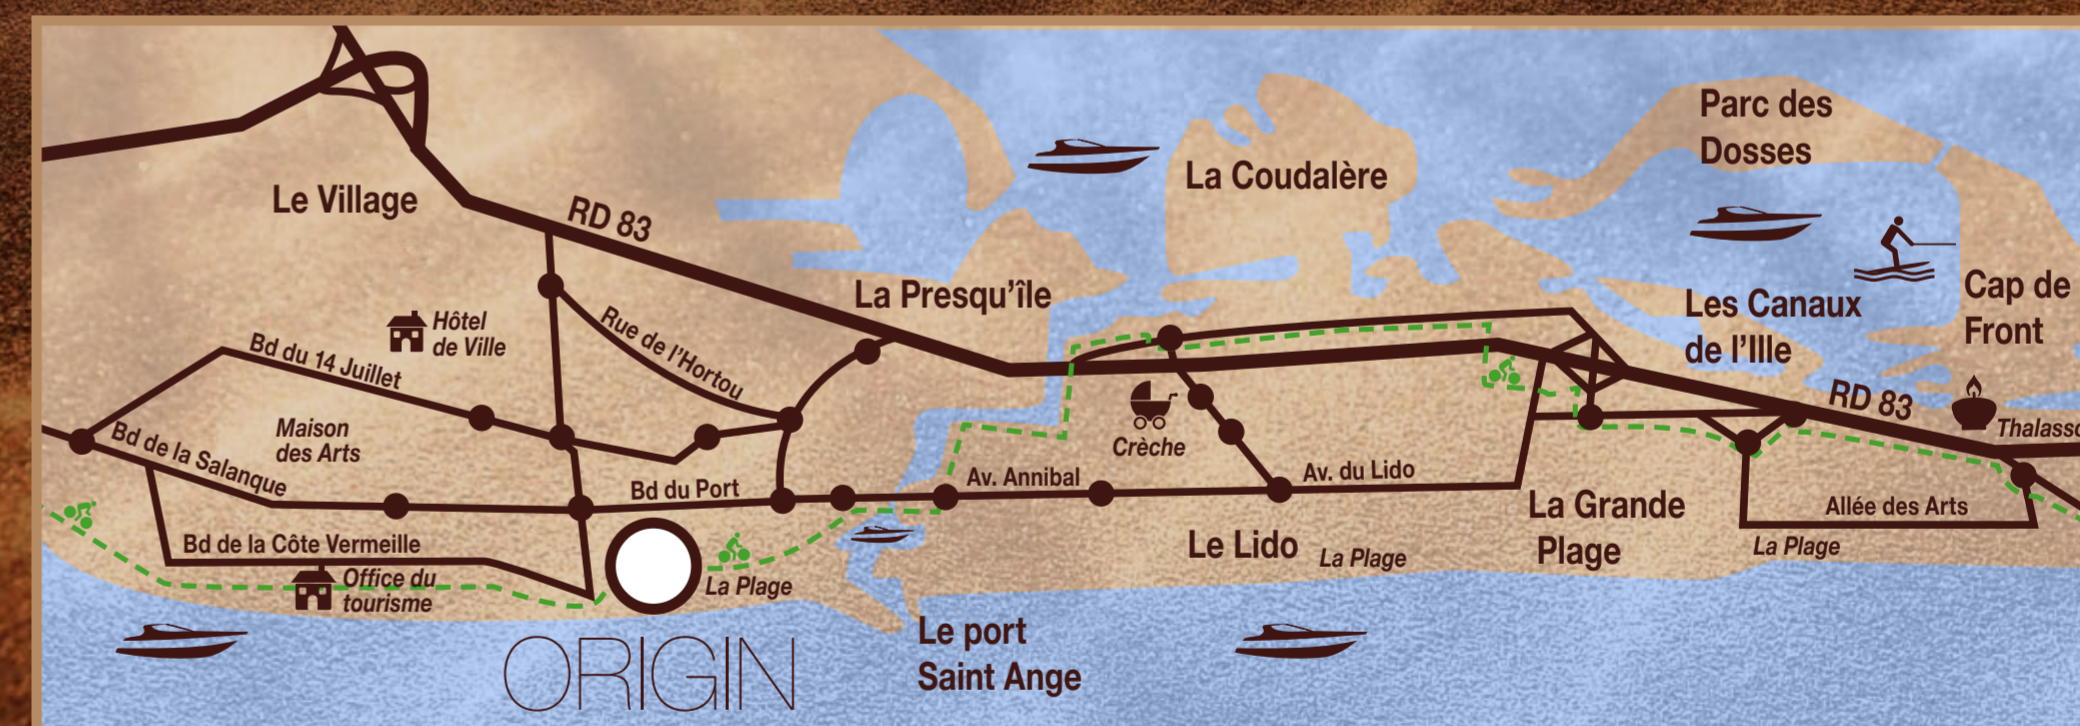 Parc des
Dosses
La Coudalère
Le Village
RD 83
La Presqu'île
Cap de
Front
Les Canaux
de l'Ille
Hôtel
de Ville
Rue de l'Hortou
Bd du 14 Juillet
RD 83
Maison
des Arts
Crèche
Bd de la Salanque
Bd du Port
Av. Annibal
Av. du Lido
La Grande
Plage
Allée des Arts
Bd de la Côte Vermeille
Le Lido
La Plage
La Plage
Office du
tourisme
La Plage
Le port
Saint Ange
ORIGIN